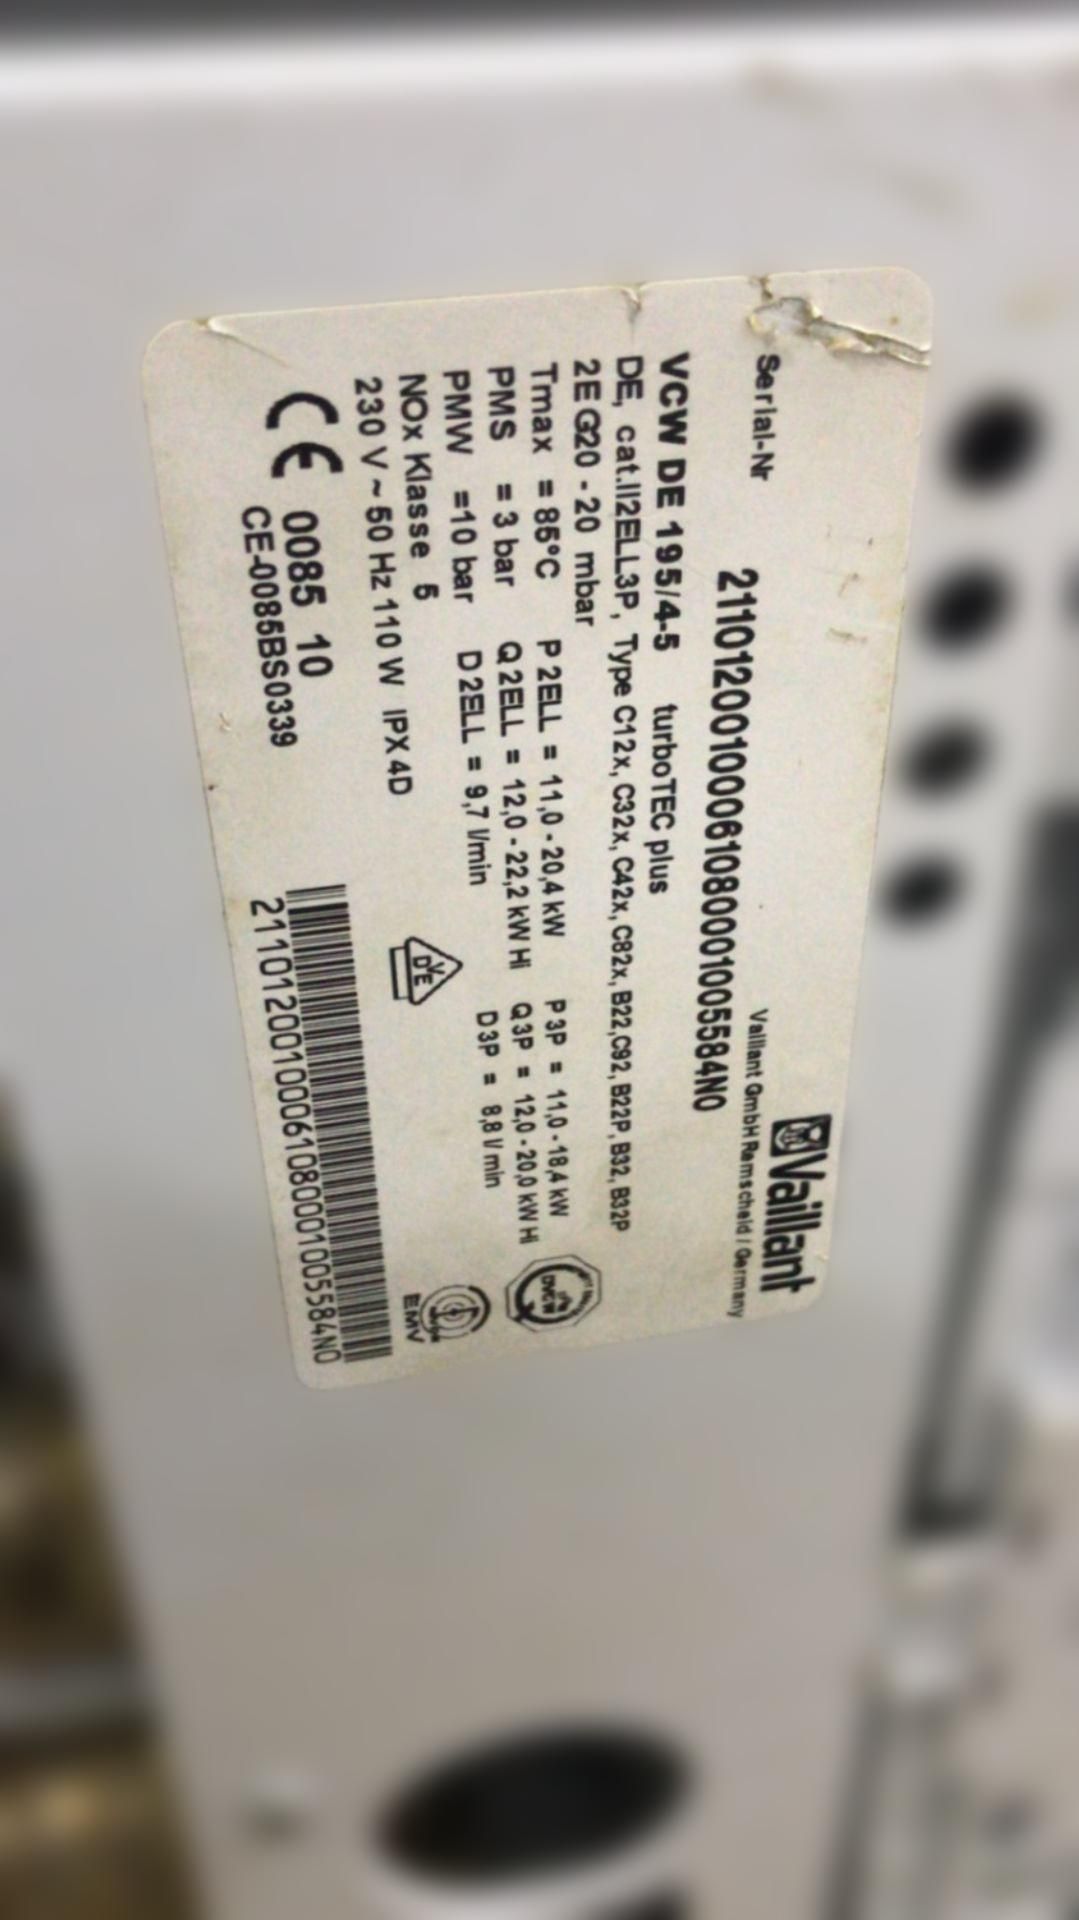 Vaillant
Serial-Nr
Vaillant GmbH Remscheid / Germany
21101200100061080001005584N0
VCW DE 195/4-5 turboTEC plus
DE, cat.II2ELL3P, Type C12x, C32x, C42x, C82x, B22,C92, B22P, B32, B32P
2E G20 - 20 mbar
Tmax = 85°C P 2ELL = 11,0 - 20,4 kW P 3P = 11,0 - 18,4 kW
PMS = 3 bar Q 2ELL = 12,0 - 22,2 kW Hi Q 3P = 12,0 - 20,0 kW Hi
PMW =10 bar D 2ELL = 9,7 l/min D 3P = 8,8 l/min
NOx Klasse 5
230 V ~ 50 Hz 110 W IPX4D
VDE
DVGW
EMV
CE 0085 10
CE-0085BS0339
21101200100061080001005584N0